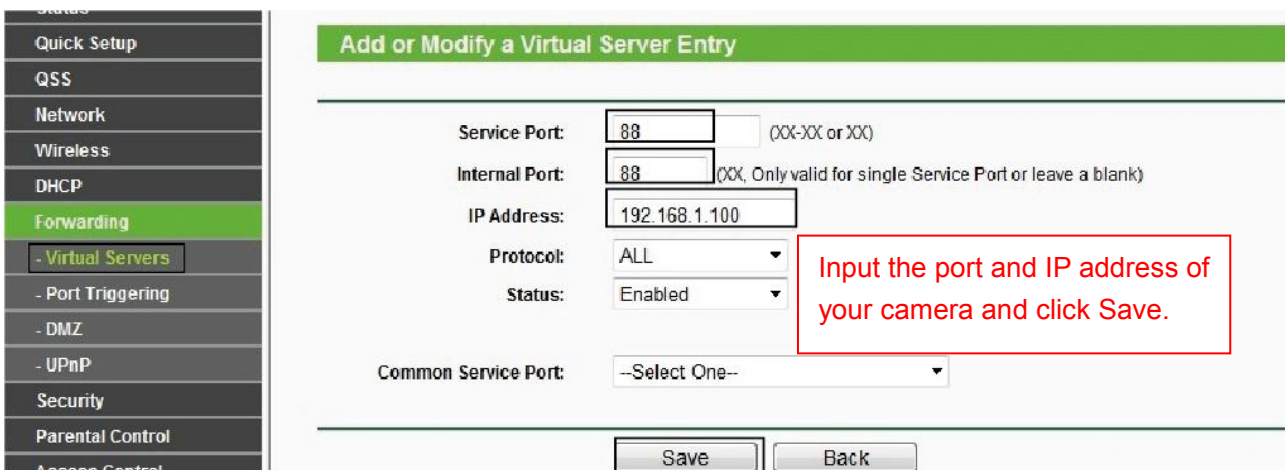 Status
Quick Setup
QSS
Network
Wireless
DHCP
Forwarding
- Virtual Servers
- Port Triggering
- DMZ
- UPnP
Security
Parental Control
Access Control
Add or Modify a Virtual Server Entry
Service Port: 88 (XX-XX or XX)
Internal Port: 88 (XX, Only valid for single Service Port or leave a blank)
IP Address: 192.168.1.100
Protocol: ALL
Status: Enabled
Input the port and IP address of
your camera and click Save.
Common Service Port: --Select One--
Save Back